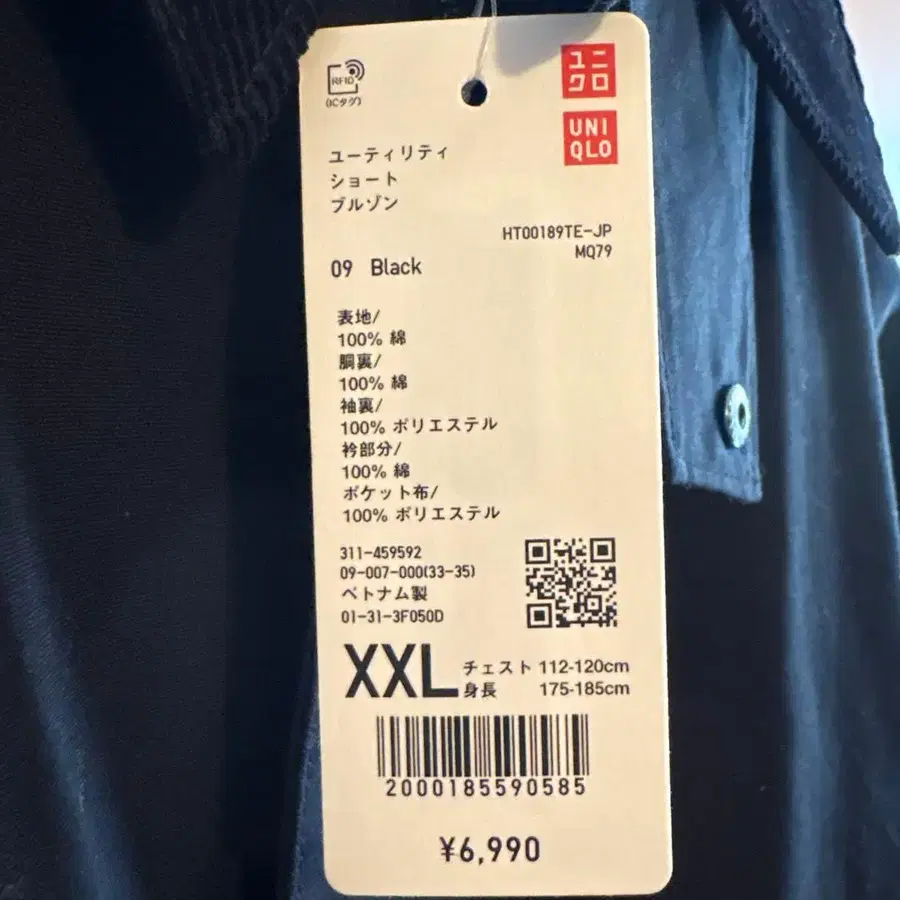 RFID
(ICタグ)
ユニ
クロ
UNI
QLO
ユーティリティ
ショート
ブルゾン
HT00189TE-JP
MQ79
09 Black
表地/
100% 綿
胴裏/
100% 綿
袖裏/
100% ポリエステル
衿部分/
100% 綿
ポケット布/
100% ポリエステル
311-459592
09-007-000(33-35)
ベトナム製
01-31-3F050D
XXL
チェスト 112-120cm
身長 175-185cm
2000185590585
¥6,990